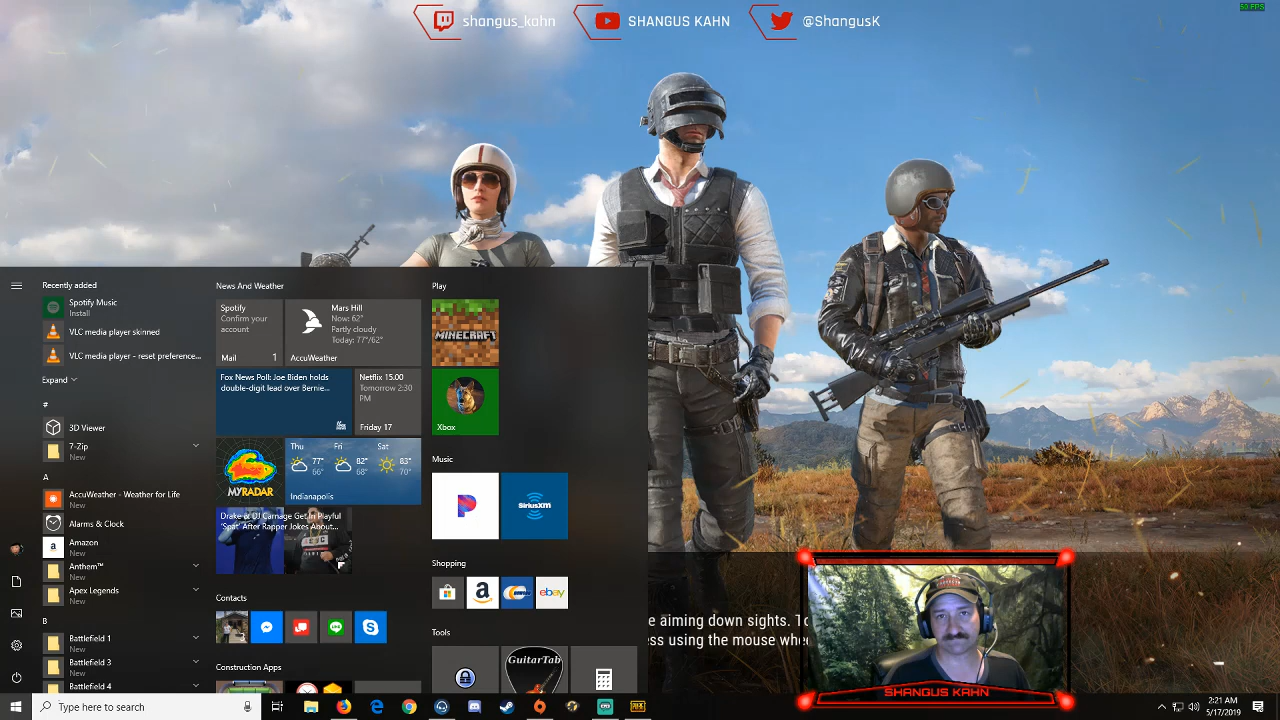 shangus_kahn
SHANGUS KAHN
@ShangusK
60 FPS
Recently added
Spotify Music
Install
VLC media player skinned
VLC media player - reset preference...
Expand
#
3D Viewer
7-Zip
New
A
AccuWeather - Weather for Life
New
Alarms & Clock
Amazon
New
Anthem™
New
Apex Legends
New
B
Battlefield 1
New
Battlefield 3
New
Battlefield 4
News And Weather
Spotify
Confirm your
account
Mail 1
Mars Hill
Now: 62°
Partly cloudy
Today: 77°/62°
AccuWeather
Fox News Poll: Joe Biden holds
double-digit lead over Bernie...
Netflix 15.00
Tomorrow 2:30
PM
Friday 17
MYRADAR
Thu Fri Sat
77° 82° 83°
66° 68° 70°
Indianapolis
Drake & DJ Carnage Get In Playful
'Spat' After Rapper Jokes About...
Contacts
Construction Apps
Play
MINECRAFT
Xbox
Music
SiriusXM
Shopping
ebay
Tools
GuitarTab
e aiming down sights. To
ess using the mouse whe
SHANGUS KAHN
Type here to search
2:21 AM
5/17/2019